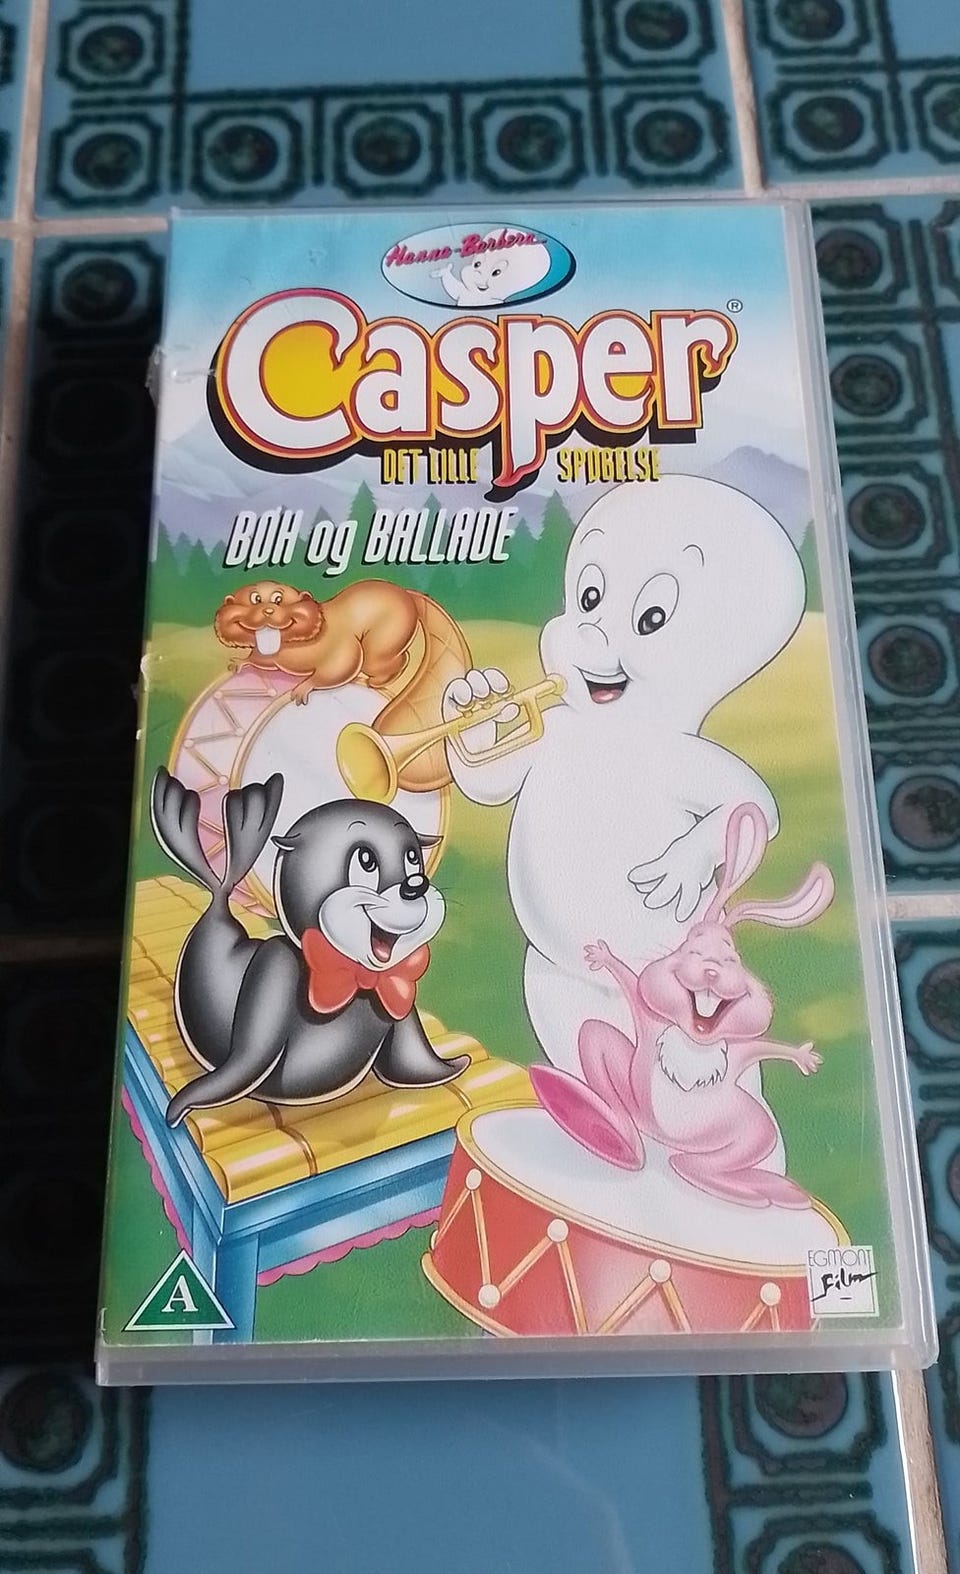 Hanna-Barbera
Casper®
DET LILLE SPØGELSE
BØH og BALLADE
A
EGMONT
Film